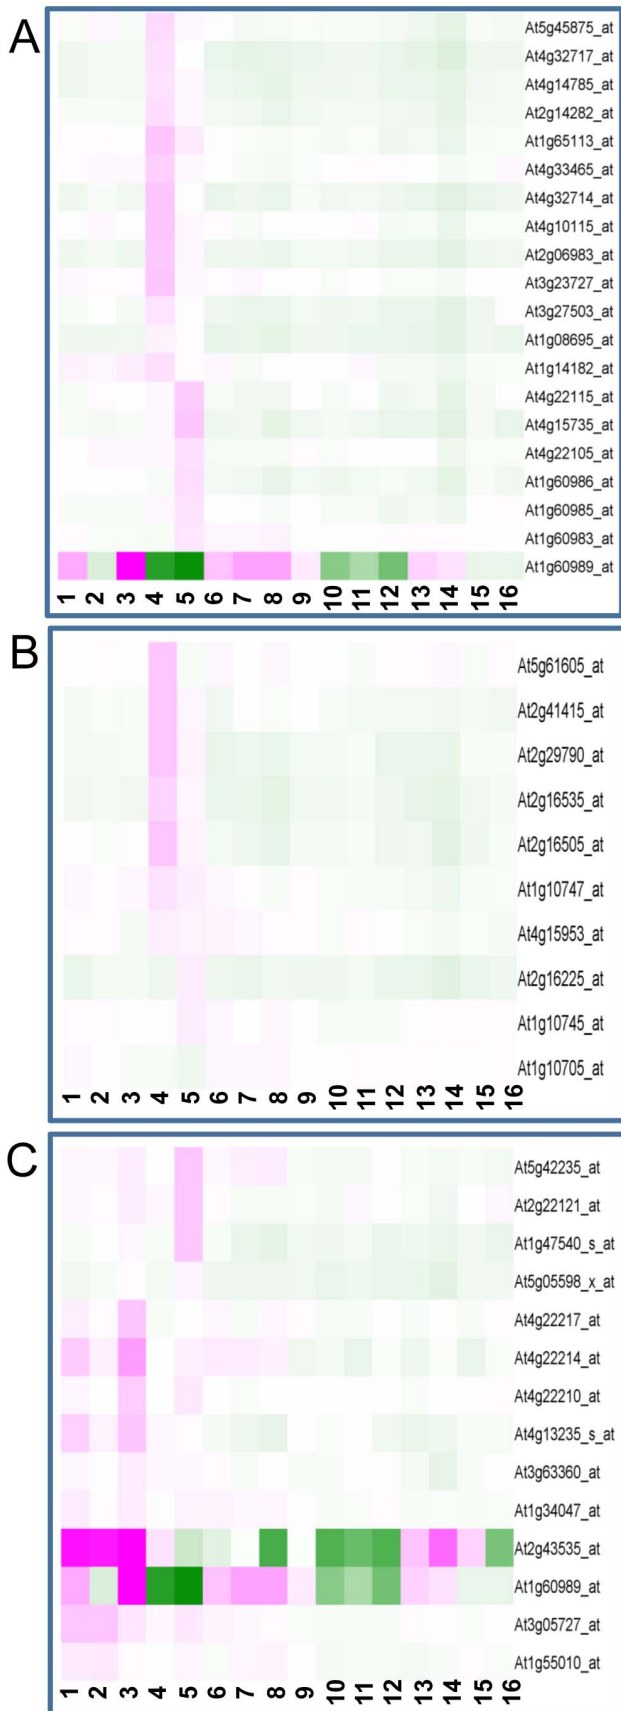 A
At5g45875_at
At4g32717_at
At4g14785_at
At2g14282_at
At1g65113_at
At4g33465_at
At4g32714_at
At4g10115_at
At2g06983_at
At3g23727_at
At3g27503_at
At1g08695_at
At1g14182_at
At4g22115_at
At4g15735_at
At4g22105_at
At1g60986_at
At1g60985_at
At1g60983_at
At1g60989_at
1 2 3 4 5 6 7 8 9 10 11 12 13 14 15 16
B
At5g61605_at
At2g41415_at
At2g29790_at
At2g16535_at
At2g16505_at
At1g10747_at
At4g15953_at
At2g16225_at
At1g10745_at
At1g10705_at
1 2 3 4 5 6 7 8 9 10 11 12 13 14 15 16
C
At5g42235_at
At2g22121_at
At1g47540_s_at
At5g05598_x_at
At4g22217_at
At4g22214_at
At4g22210_at
At4g13235_s_at
At3g63360_at
At1g34047_at
At2g43535_at
At1g60989_at
At3g05727_at
At1g55010_at
1 2 3 4 5 6 7 8 9 10 11 12 13 14 15 16